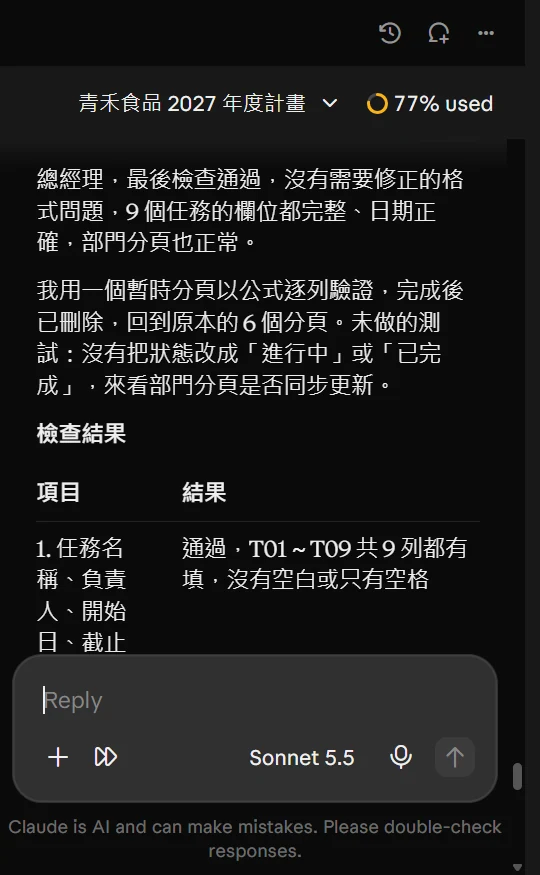 青禾食品 2027 年度計畫
77% used
總經理，最後檢查通過，沒有需要修正的格
式問題，9 個任務的欄位都完整、日期正
確，部門分頁也正常。
我用一個暫時分頁以公式逐列驗證，完成後
已刪除，回到原本的 6 個分頁。未做的測
試：沒有把狀態改成「進行中」或「已完
成」，來看部門分頁是否同步更新。
檢查結果
項目 結果
1. 任務名
稱、負責
人、開始
日、截止
通過，T01～T09 共 9 列都有
填，沒有空白或只有空格
Reply
Sonnet 5.5
Claude is AI and can make mistakes. Please double-check
responses.